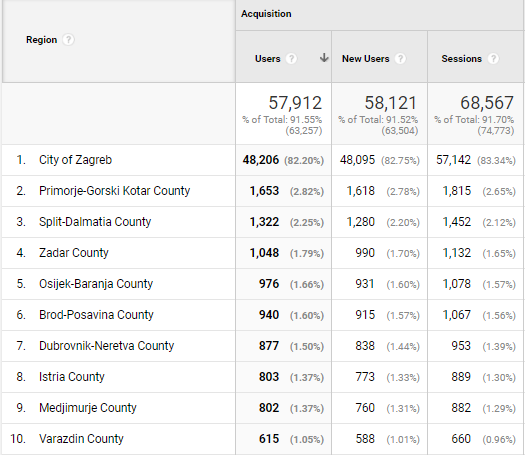 Acquisition
Region ?
Users ? New Users ? Sessions ?
57,912 58,121 68,567
% of Total: 91.55% % of Total: 91.52% % of Total: 91.70%
(63,257) (63,504) (74,773)
1. City of Zagreb 48,206 (82.20%) 48,095 (82.75%) 57,142 (83.34%)
2. Primorje-Gorski Kotar County 1,653 (2.82%) 1,618 (2.78%) 1,815 (2.65%)
3. Split-Dalmatia County 1,322 (2.25%) 1,280 (2.20%) 1,452 (2.12%)
4. Zadar County 1,048 (1.79%) 990 (1.70%) 1,132 (1.65%)
5. Osijek-Baranja County 976 (1.66%) 931 (1.60%) 1,078 (1.57%)
6. Brod-Posavina County 940 (1.60%) 915 (1.57%) 1,067 (1.56%)
7. Dubrovnik-Neretva County 877 (1.50%) 838 (1.44%) 953 (1.39%)
8. Istria County 803 (1.37%) 773 (1.33%) 889 (1.30%)
9. Medjimurje County 802 (1.37%) 760 (1.31%) 882 (1.29%)
10. Varazdin County 615 (1.05%) 588 (1.01%) 660 (0.96%)